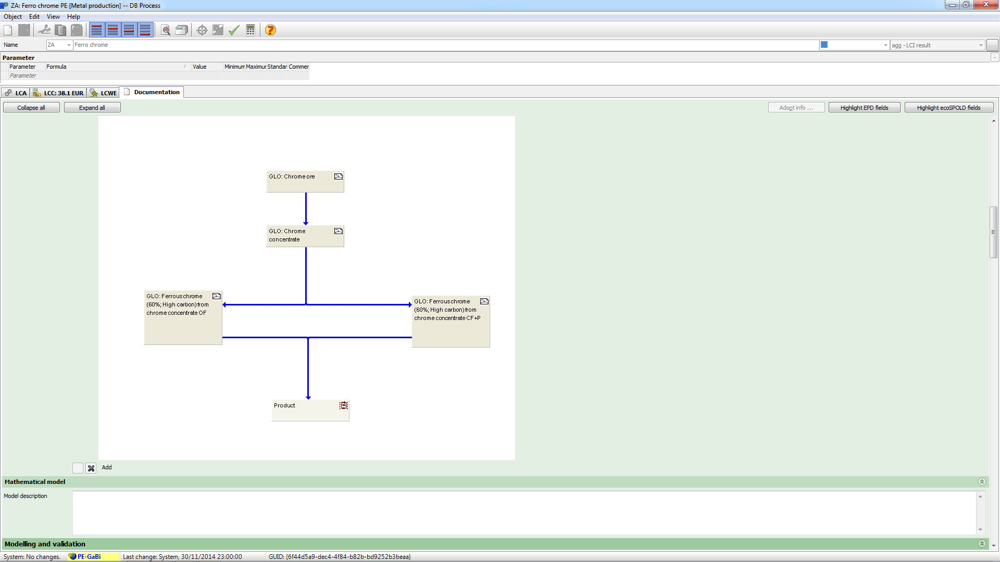 ZA: Ferro chrome PE [Metal production] -- DB Process
Object Edit View Help
Name ZA Ferro chrome agg - LCI result
Parameter
Parameter Formula Value Minimum Maximur Standar Commer
Parameter
LCA LCC: 38.1 EUR LCWE Documentation
Collapse all Expand all Adopt info ... Highlight EPD fields Highlight ecoSPOLD fields
GLO: Chrome ore
GLO: Chrome
concentrate
GLO: Ferrous chrome
(60%; High carbon) from
chrome concentrate OF
GLO: Ferrous chrome
(60%; High carbon) from
chrome concentrate CF+P
Product
Add
Mathematical model
Model description
Modelling and validation
System: No changes. PE-GaBi Last change: System, 30/11/2014 23:00:00 GUID: {6f44d5a9-dec4-4f84-b82b-bd9252b3beaa}